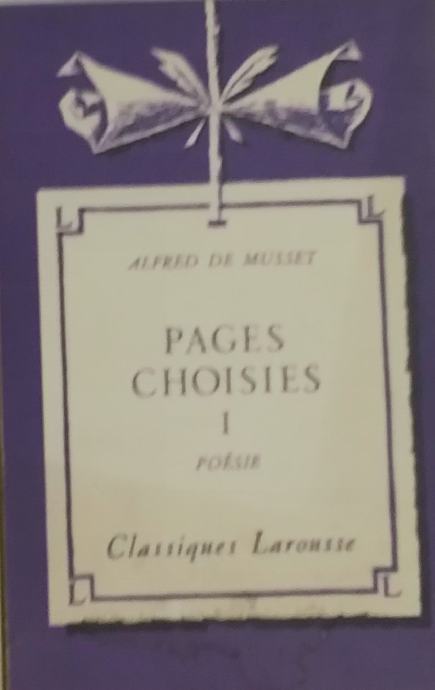 L L
ALFRED DE MUSSET
PAGES
CHOISIES
I
POÉSIE
Classiques Larousse
L L